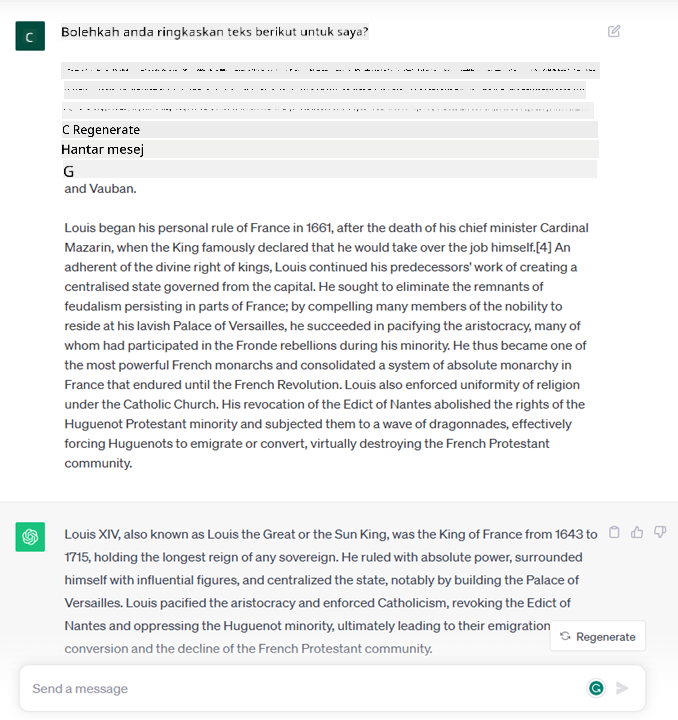 C
Bolehkah anda ringkaskan teks berikut untuk saya?
C Regenerate
Hantar mesej
G
and Vauban.
Louis began his personal rule of France in 1661, after the death of his chief minister Cardinal
Mazarin, when the King famously declared that he would take over the job himself.[4] An
adherent of the divine right of kings, Louis continued his predecessors' work of creating a
centralised state governed from the capital. He sought to eliminate the remnants of
feudalism persisting in parts of France; by compelling many members of the nobility to
reside at his lavish Palace of Versailles, he succeeded in pacifying the aristocracy, many of
whom had participated in the Fronde rebellions during his minority. He thus became one of
the most powerful French monarchs and consolidated a system of absolute monarchy in
France that endured until the French Revolution. Louis also enforced uniformity of religion
under the Catholic Church. His revocation of the Edict of Nantes abolished the rights of the
Huguenot Protestant minority and subjected them to a wave of dragonnades, effectively
forcing Huguenots to emigrate or convert, virtually destroying the French Protestant
community.
Louis XIV, also known as Louis the Great or the Sun King, was the King of France from 1643 to
1715, holding the longest reign of any sovereign. He ruled with absolute power, surrounded
himself with influential figures, and centralized the state, notably by building the Palace of
Versailles. Louis pacified the aristocracy and enforced Catholicism, revoking the Edict of
Nantes and oppressing the Huguenot minority, ultimately leading to their emigration
conversion and the decline of the French Protestant community.
Regenerate
Send a message